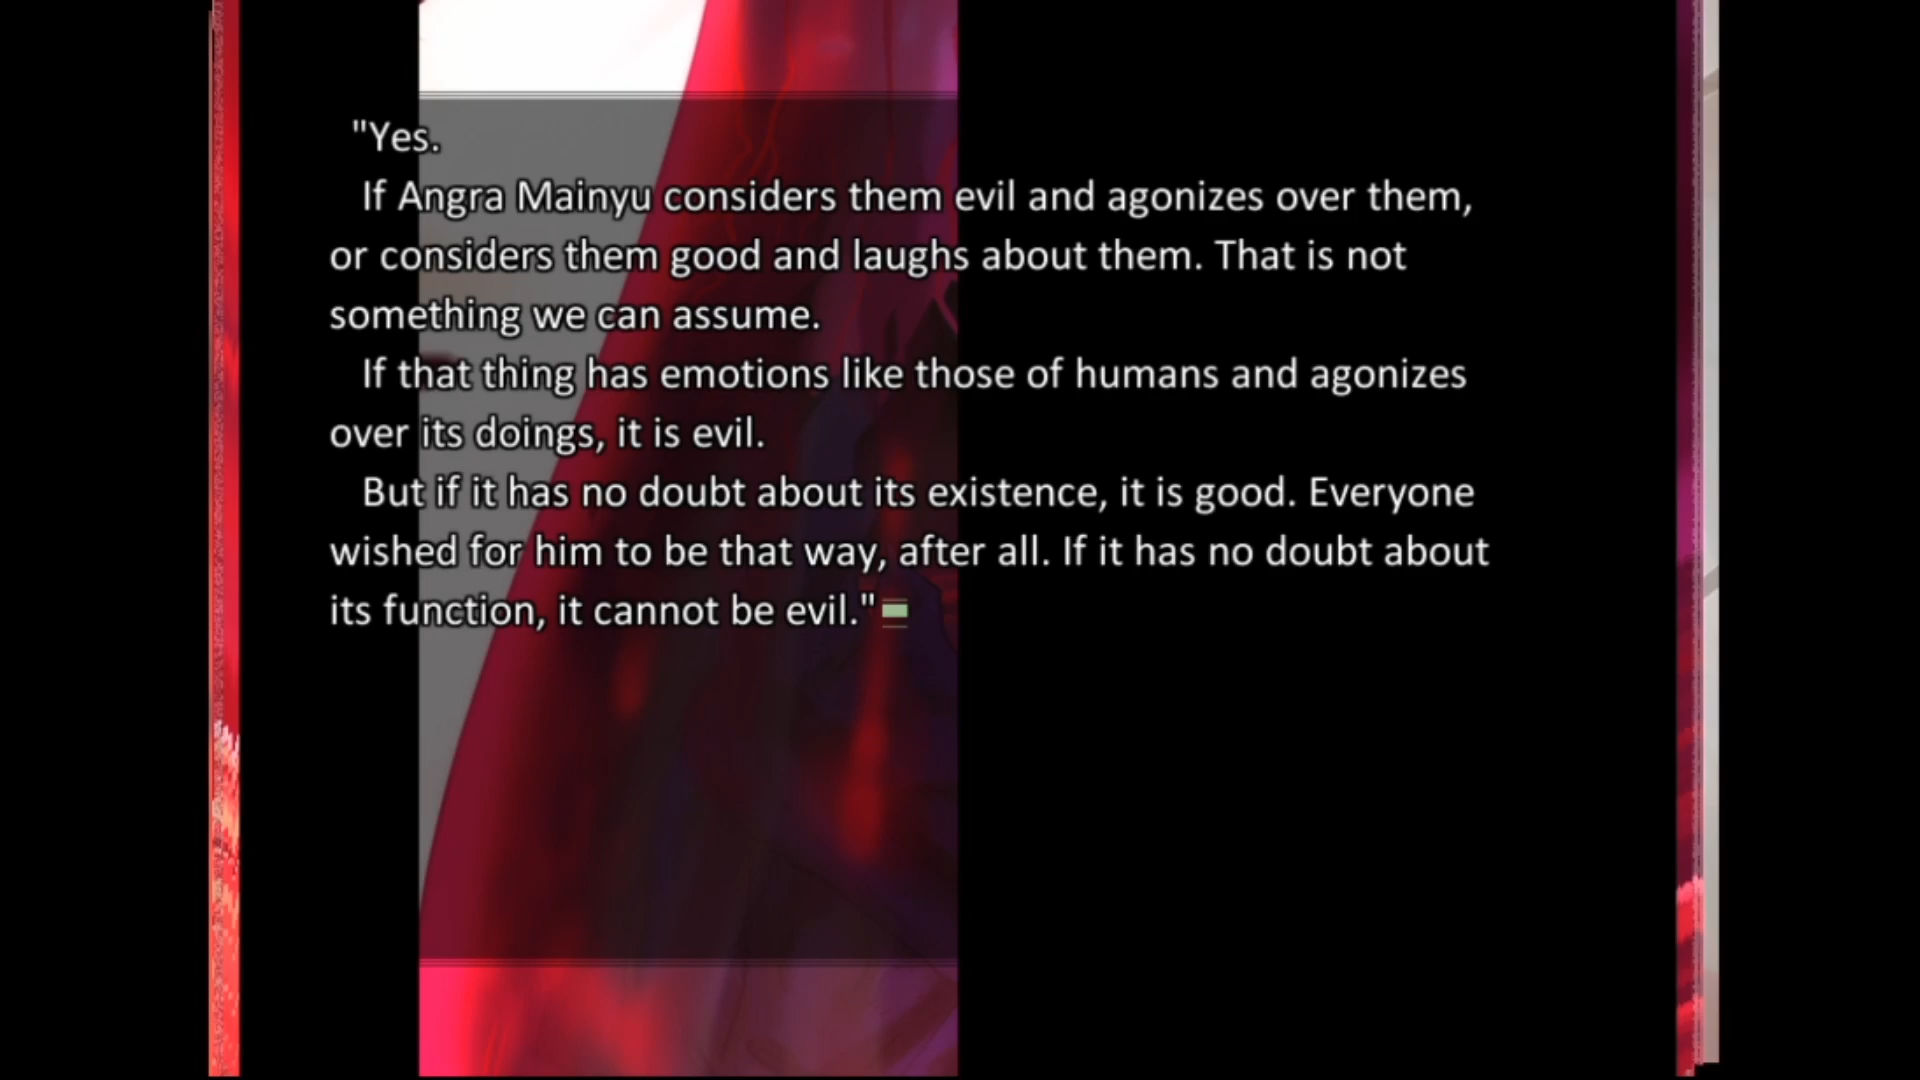 "Yes.
If Angra Mainyu considers them evil and agonizes over them,
or considers them good and laughs about them. That is not
something we can assume.
If that thing has emotions like those of humans and agonizes
over its doings, it is evil.
But if it has no doubt about its existence, it is good. Everyone
wished for him to be that way, after all. If it has no doubt about
its function, it cannot be evil."